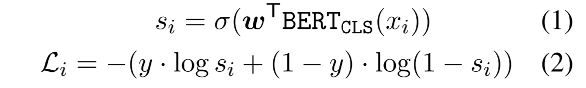 s_i = σ(w^⊤BERT_CLS(x_i)) (1)
ℒ_i = −(y · log s_i + (1 − y) · log(1 − s_i)) (2)